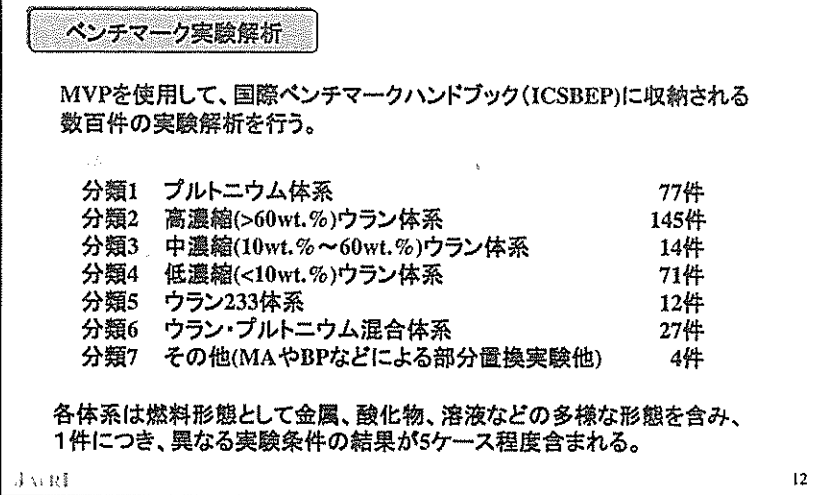 ベンチマーク実験解析
MVPを使用して、国際ベンチマークハンドブック(ICSBEP)に収納される
数百件の実験解析を行う。
分類1 プルトニウム体系 77件
分類2 高濃縮(>60wt.%)ウラン体系 145件
分類3 中濃縮(10wt.%～60wt.%)ウラン体系 14件
分類4 低濃縮(<10wt.%)ウラン体系 71件
分類5 ウラン233体系 12件
分類6 ウラン・プルトニウム混合体系 27件
分類7 その他(MAやBPなどによる部分置換実験他) 4件
各体系は燃料形態として金属、酸化物、溶液などの多様な形態を含み、
1件につき、異なる実験条件の結果が5ケース程度含まれる。
JAERI
12